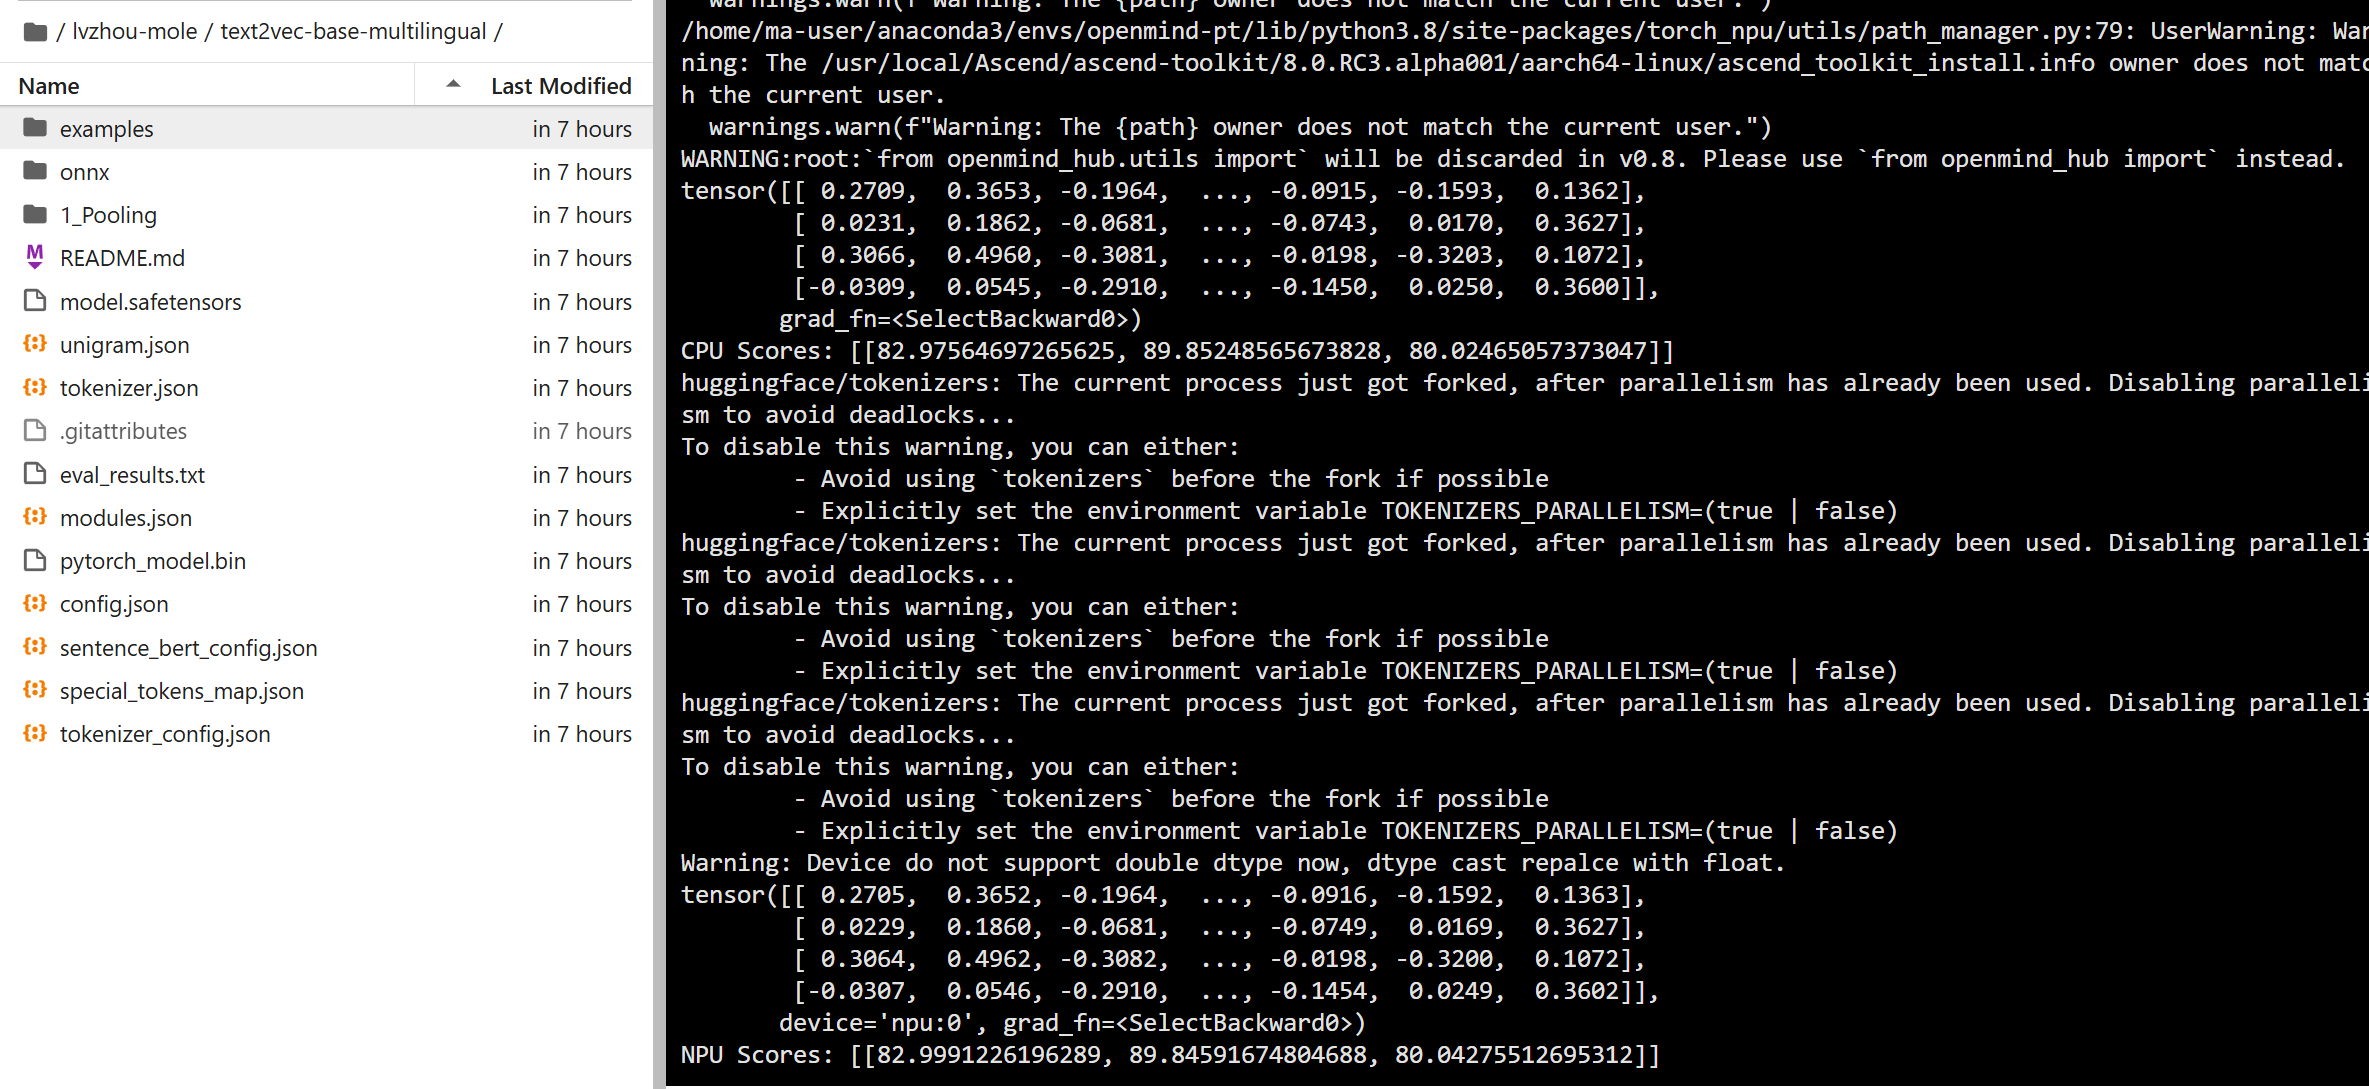 / lvzhou-mole / text2vec-base-multilingual /
Name Last Modified
examples in 7 hours
onnx in 7 hours
1_Pooling in 7 hours
README.md in 7 hours
model.safetensors in 7 hours
unigram.json in 7 hours
tokenizer.json in 7 hours
.gitattributes in 7 hours
eval_results.txt in 7 hours
modules.json in 7 hours
pytorch_model.bin in 7 hours
config.json in 7 hours
sentence_bert_config.json in 7 hours
special_tokens_map.json in 7 hours
tokenizer_config.json in 7 hours
warnings.warn(f"Warning: The {path} owner does not match the current user.")
/home/ma-user/anaconda3/envs/openmind-pt/lib/python3.8/site-packages/torch_npu/utils/path_manager.py:79: UserWarning: War
ning: The /usr/local/Ascend/ascend-toolkit/8.0.RC3.alpha001/aarch64-linux/ascend_toolkit_install.info owner does not matc
h the current user.
  warnings.warn(f"Warning: The {path} owner does not match the current user.")
WARNING:root:`from openmind_hub.utils import` will be discarded in v0.8. Please use `from openmind_hub import` instead.
tensor([[ 0.2709,  0.3653, -0.1964,  ..., -0.0915, -0.1593,  0.1362],
        [ 0.0231,  0.1862, -0.0681,  ..., -0.0743,  0.0170,  0.3627],
        [ 0.3066,  0.4960, -0.3081,  ..., -0.0198, -0.3203,  0.1072],
        [-0.0309,  0.0545, -0.2910,  ..., -0.1450,  0.0250,  0.3600]],
       grad_fn=<SelectBackward0>)
CPU Scores: [[82.97564697265625, 89.85248565673828, 80.02465057373047]]
huggingface/tokenizers: The current process just got forked, after parallelism has already been used. Disabling paralleli
sm to avoid deadlocks...
To disable this warning, you can either:
        - Avoid using `tokenizers` before the fork if possible
        - Explicitly set the environment variable TOKENIZERS_PARALLELISM=(true | false)
huggingface/tokenizers: The current process just got forked, after parallelism has already been used. Disabling paralleli
sm to avoid deadlocks...
To disable this warning, you can either:
        - Avoid using `tokenizers` before the fork if possible
        - Explicitly set the environment variable TOKENIZERS_PARALLELISM=(true | false)
huggingface/tokenizers: The current process just got forked, after parallelism has already been used. Disabling paralleli
sm to avoid deadlocks...
To disable this warning, you can either:
        - Avoid using `tokenizers` before the fork if possible
        - Explicitly set the environment variable TOKENIZERS_PARALLELISM=(true | false)
Warning: Device do not support double dtype now, dtype cast repalce with float.
tensor([[ 0.2705,  0.3652, -0.1964,  ..., -0.0916, -0.1592,  0.1363],
        [ 0.0229,  0.1860, -0.0681,  ..., -0.0749,  0.0169,  0.3627],
        [ 0.3064,  0.4962, -0.3082,  ..., -0.0198, -0.3200,  0.1072],
        [-0.0307,  0.0546, -0.2910,  ..., -0.1454,  0.0249,  0.3602]],
       device='npu:0', grad_fn=<SelectBackward0>)
NPU Scores: [[82.9991226196289, 89.84591674804688, 80.04275512695312]]